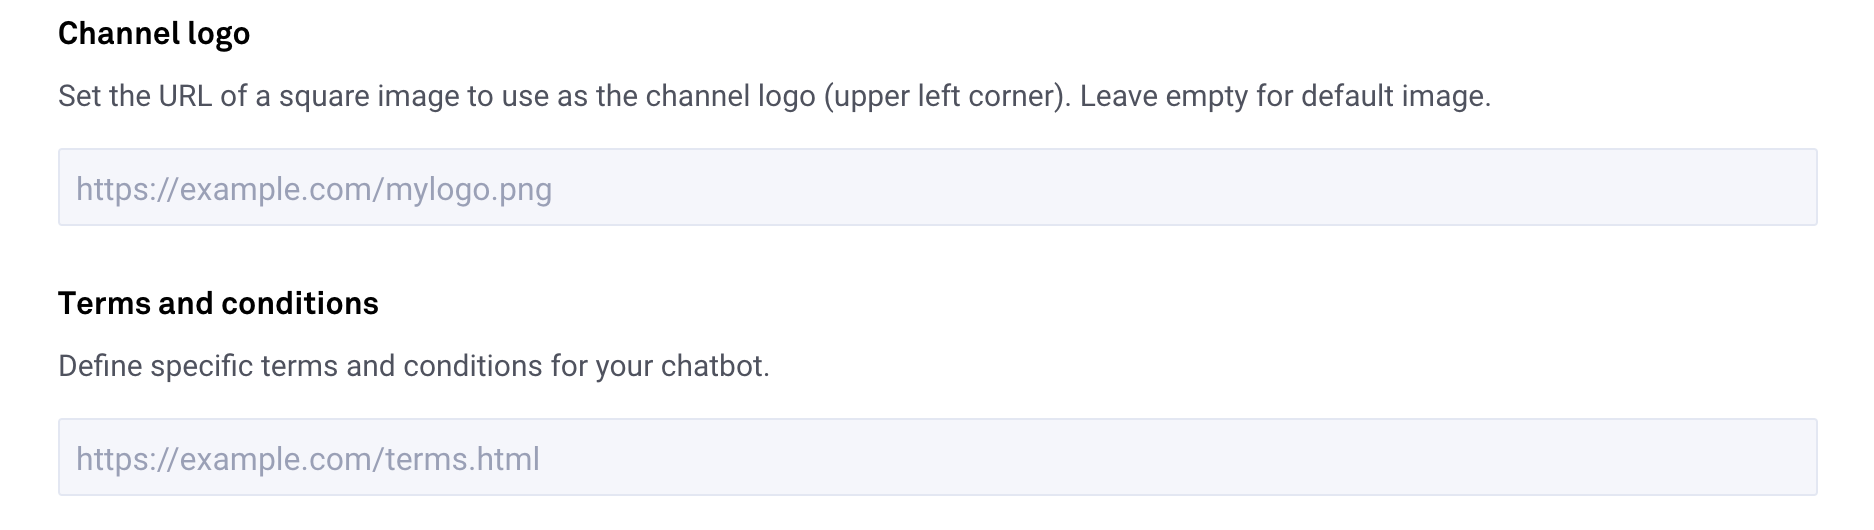 Channel logo
Set the URL of a square image to use as the channel logo (upper left corner). Leave empty for default image.
https://example.com/mylogo.png
Terms and conditions
Define specific terms and conditions for your chatbot.
https://example.com/terms.html